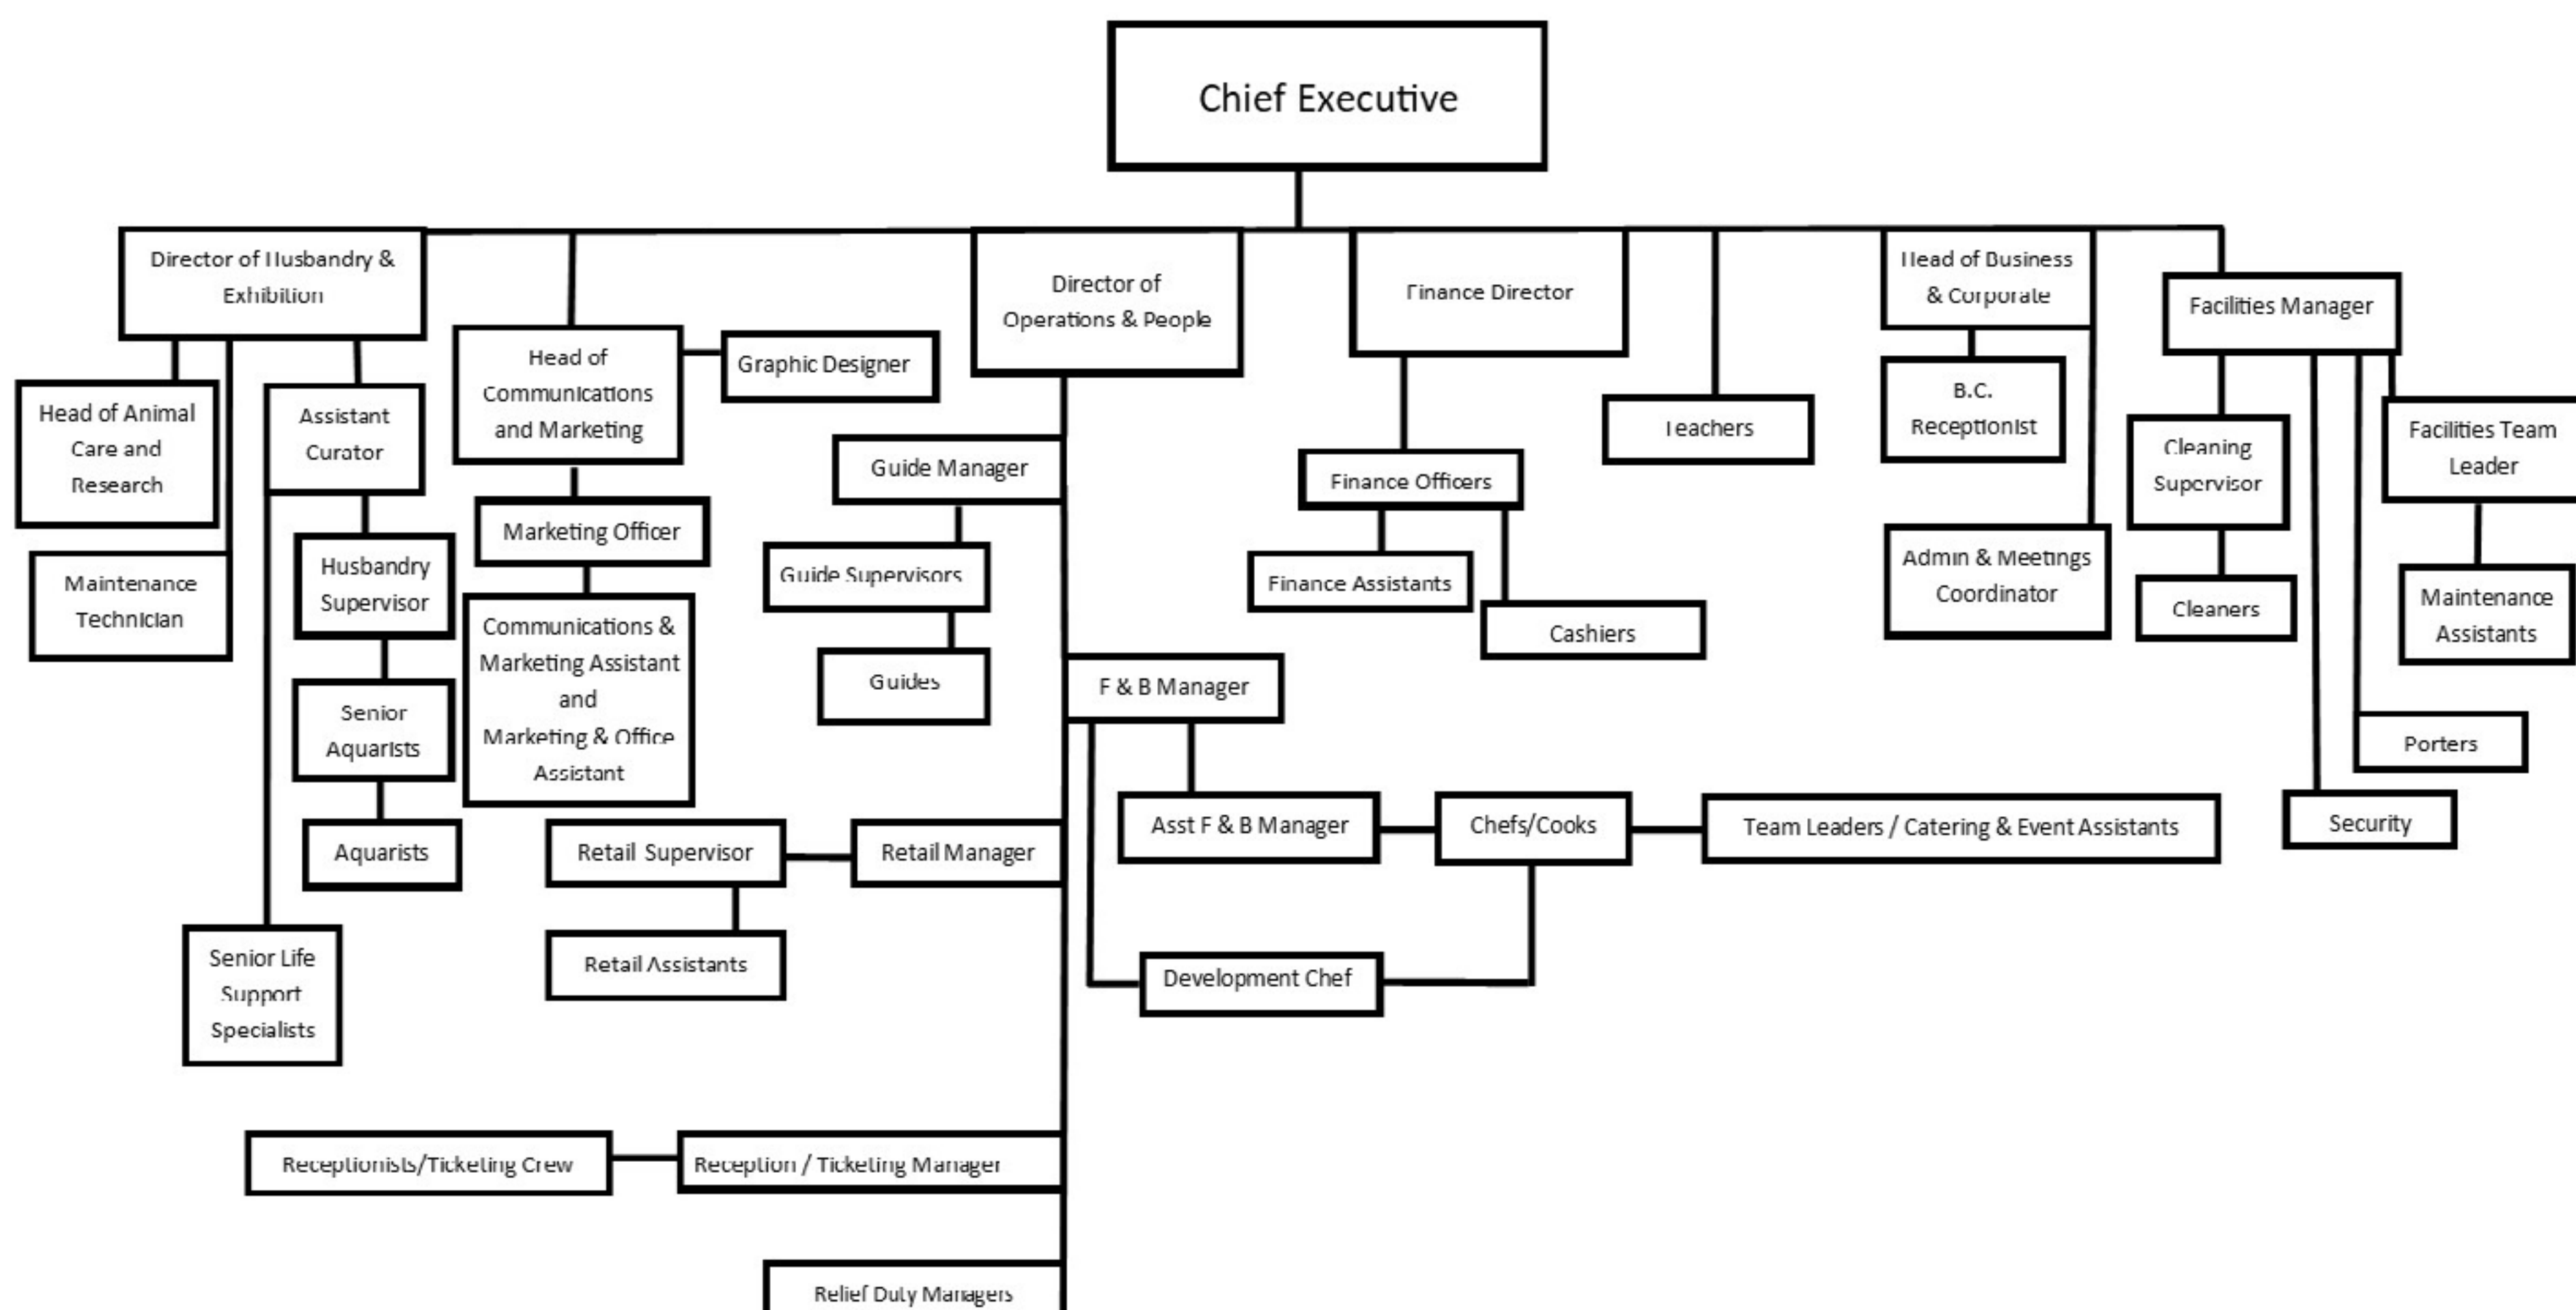 Chief Executive
Director of Husbandry &
Exhibition
Director of
Operations & People
Finance Director
Head of Business
& Corporate
Facilities Manager
Head of
Communications
and Marketing
Graphic Designer
Head of Animal
Care and
Research
Assistant
Curator
Guide Manager
Teachers
B.C.
Receptionist
Cleaning
Supervisor
Facilities Team
Leader
Marketing Officer
Finance Officers
Maintenance
Technician
Husbandry
Supervisor
Guide Supervisors
Finance Assistants
Cashiers
Admin & Meetings
Coordinator
Cleaners
Maintenance
Assistants
Communications &
Marketing Assistant
and
Marketing & Office
Assistant
Guides
F & B Manager
Senior
Aquarists
Porters
Aquarists
Retail Supervisor
Retail Manager
Asst F & B Manager
Chefs/Cooks
Team Leaders / Catering & Event Assistants
Security
Retail Assistants
Development Chef
Senior Life
Support
Specialists
Receptionists/Ticketing Crew
Reception / Ticketing Manager
Relief Duty Managers